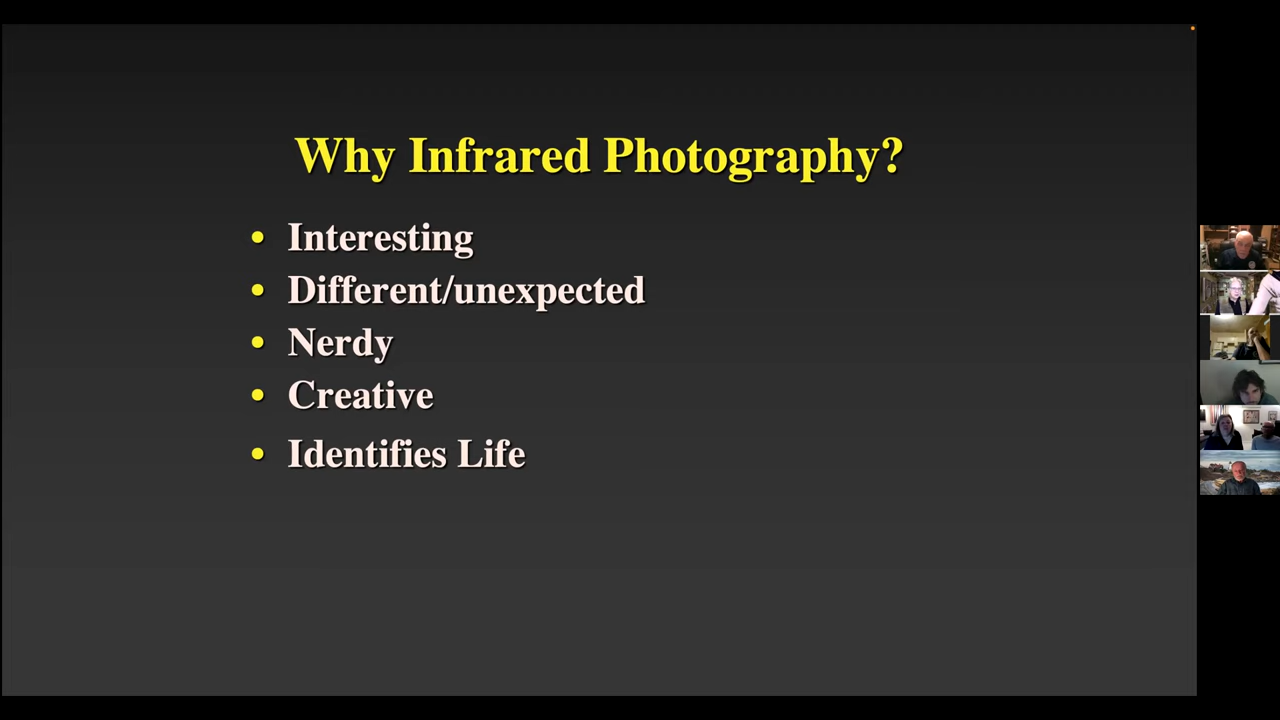 Why Infrared Photography?
• Interesting
• Different/unexpected
• Nerdy
• Creative
• Identifies Life